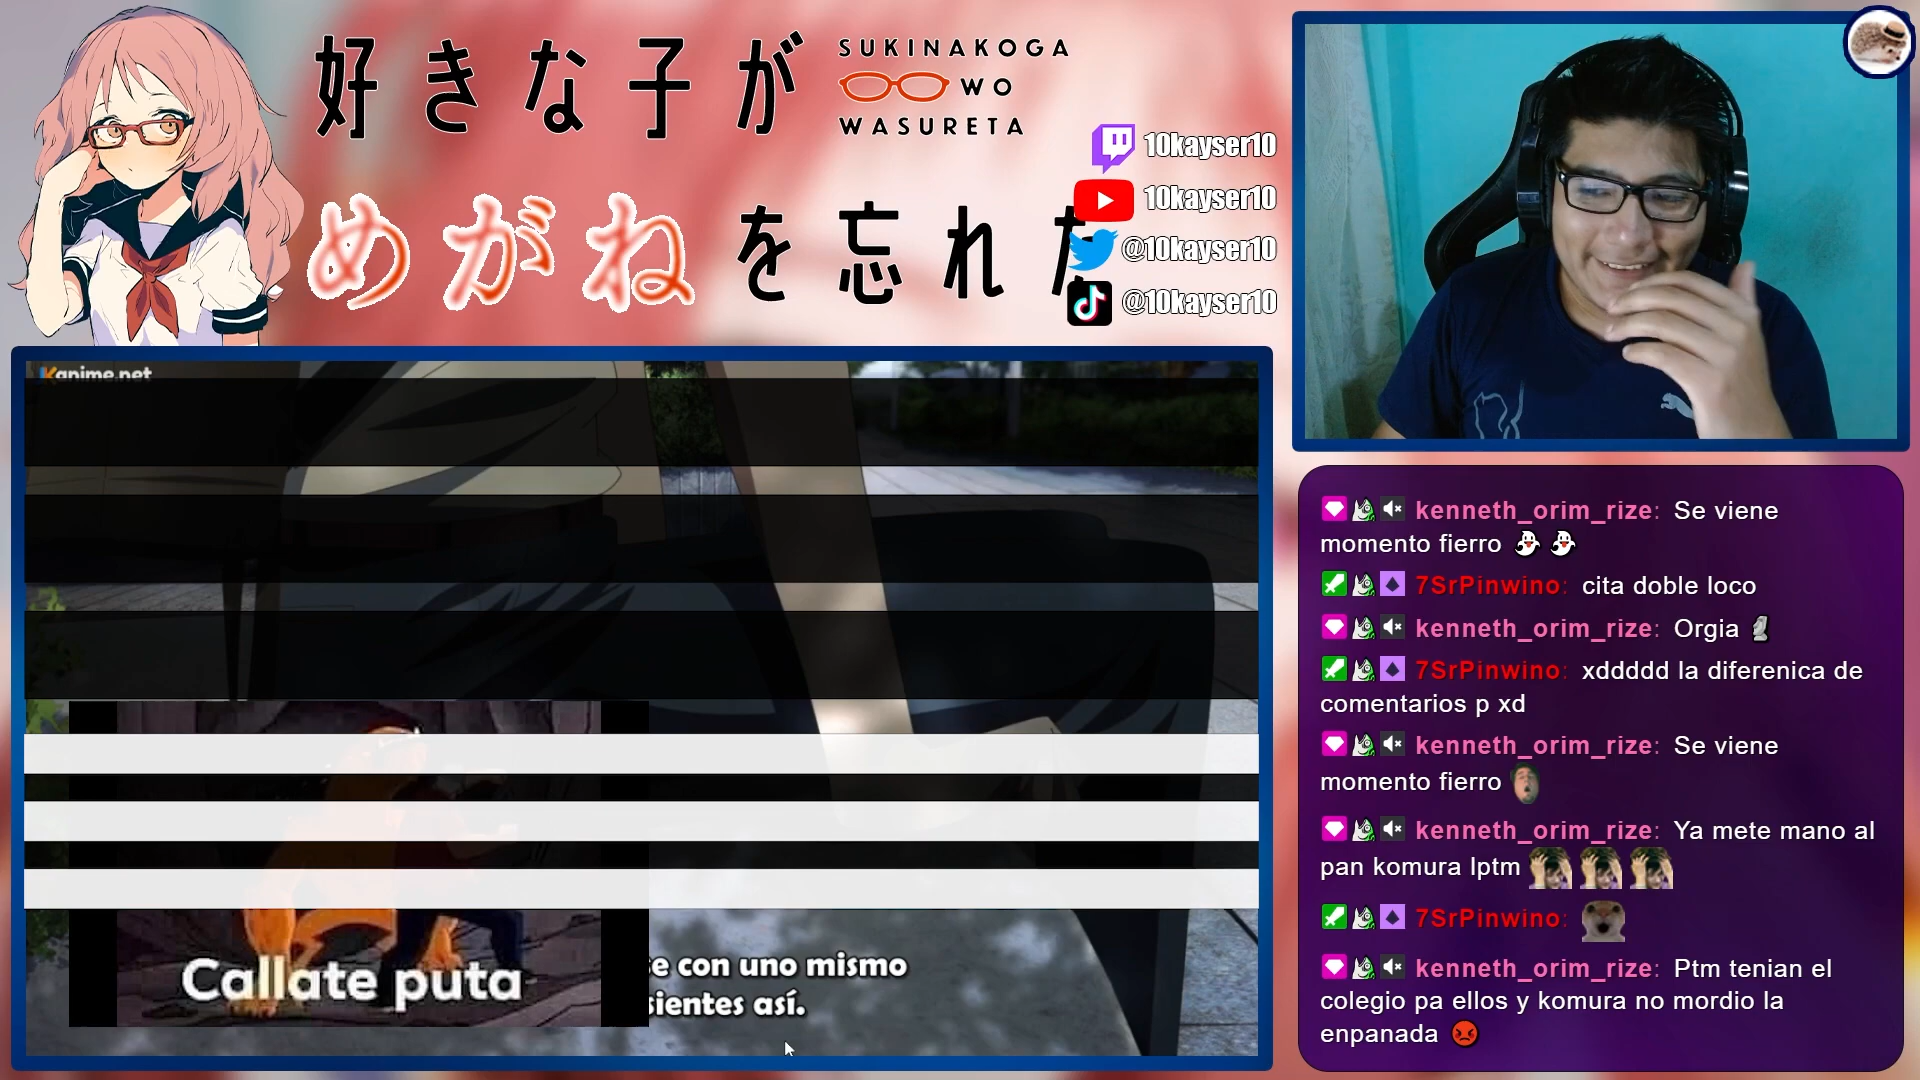 好きな子が
SUKINAKOGA
WO
WASURETA
めがねを忘れた
10kayser10
10kayser10
@10kayser10
@10kayser10
Kanime.net
Callate puta
e con uno mismo
sientes así.
kenneth_orim_rize: Se viene
momento fierro
7SrPinwino: cita doble loco
kenneth_orim_rize: Orgia
7SrPinwino: xddddd la diferenica de
comentarios p xd
kenneth_orim_rize: Se viene
momento fierro
kenneth_orim_rize: Ya mete mano al
pan komura lptm
7SrPinwino:
kenneth_orim_rize: Ptm tenian el
colegio pa ellos y komura no mordio la
enpanada